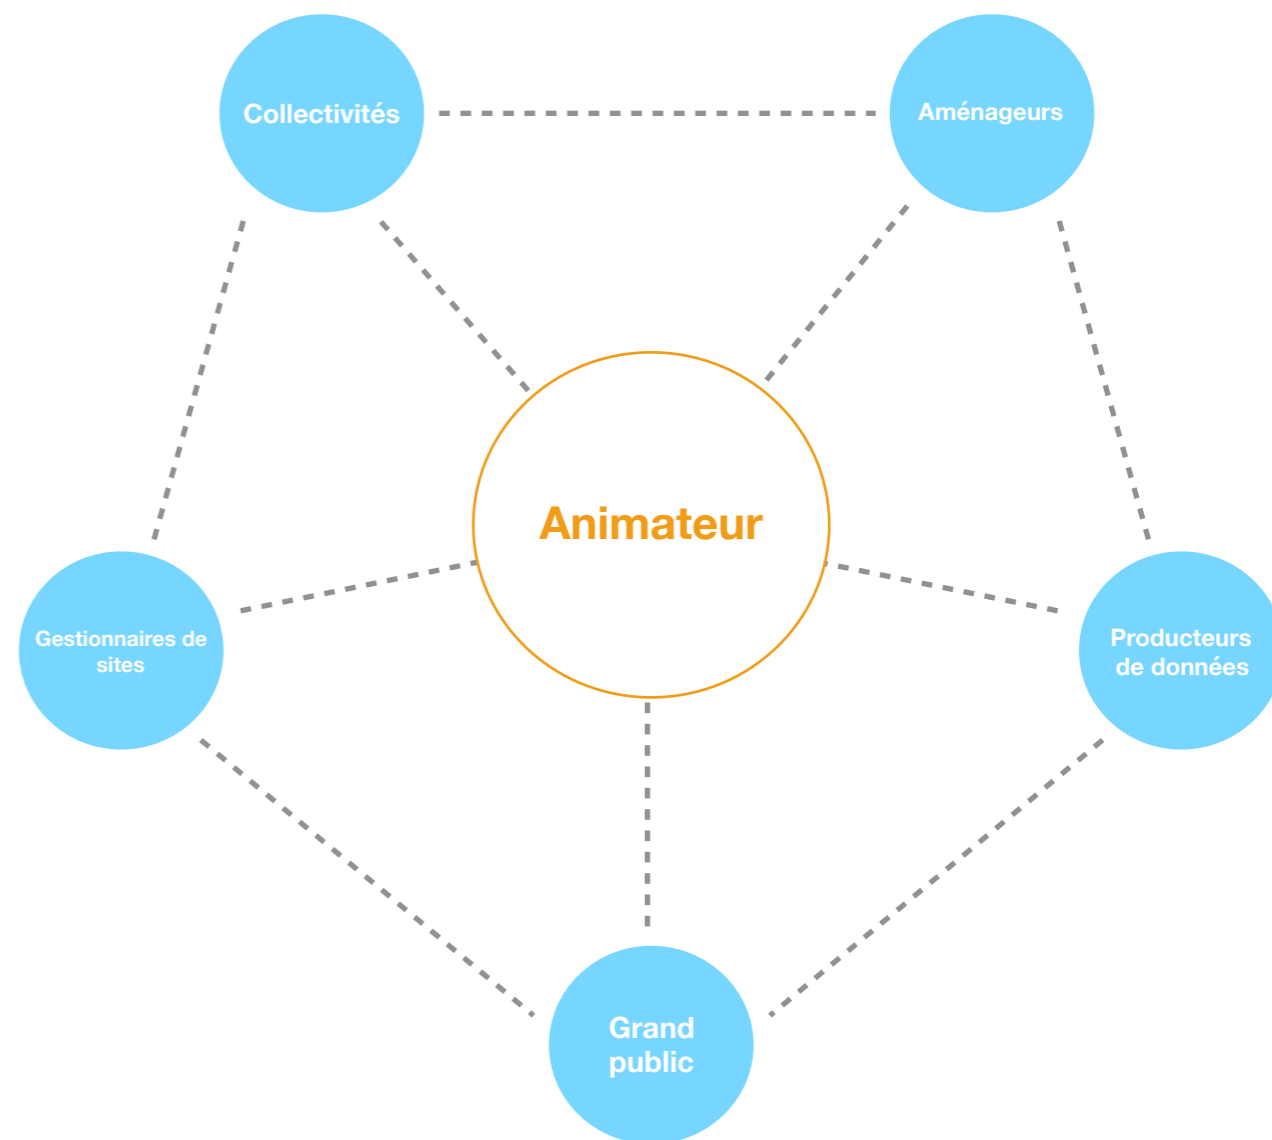 Collectivités
Aménageurs
Animateur
Gestionnaires de
sites
Producteurs
de données
Grand
public